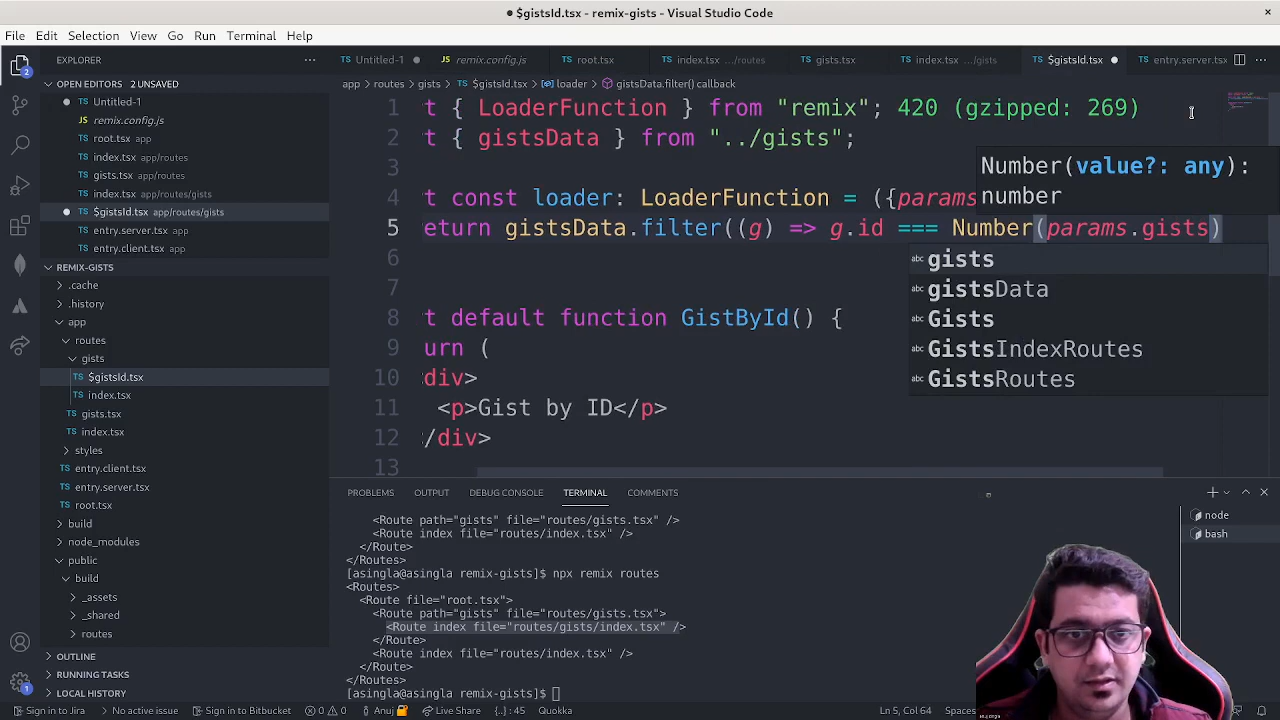 ● $gistsId.tsx - remix-gists - Visual Studio Code
File Edit Selection View Go Run Terminal Help
EXPLORER
Untitled-1 remix.config.js root.tsx index.tsx .../routes gists.tsx index.tsx .../gists $gistsId.tsx entry.server.tsx
OPEN EDITORS 2 UNSAVED
app > routes > gists > $gistsId.tsx > loader > gistsData.filter() callback
Untitled-1
remix.config.js
root.tsx app
index.tsx app/routes
gists.tsx app/routes
index.tsx app/routes/gists
$gistsId.tsx app/routes/gists
entry.server.tsx app
entry.client.tsx app
REMIX-GISTS
.cache
.history
app
routes
gists
$gistsId.tsx
index.tsx
gists.tsx
index.tsx
styles
entry.client.tsx
entry.server.tsx
root.tsx
build
node_modules
public
build
_assets
_shared
routes
OUTLINE
RUNNING TASKS
LOCAL HISTORY
1 t { LoaderFunction } from "remix"; 420 (gzipped: 269)
2 t { gistsData } from "../gists";
3
Number(value?: any):
number
4 t const loader: LoaderFunction = ({params
5 eturn gistsData.filter((g) => g.id === Number(params.gists)
6
7
8 t default function GistById() {
9 urn (
10 div>
11 <p>Gist by ID</p>
12 /div>
13
abc gists
abc gistsData
abc Gists
abc GistsIndexRoutes
abc GistsRoutes
PROBLEMS OUTPUT DEBUG CONSOLE TERMINAL COMMENTS
<Route path="gists" file="routes/gists.tsx" />
<Route index file="routes/index.tsx" />
</Route>
</Routes>
[asingla@asingla remix-gists]$ npx remix routes
<Routes>
<Route file="root.tsx">
<Route path="gists" file="routes/gists.tsx">
<Route index file="routes/gists/index.tsx" />
</Route>
<Route index file="routes/index.tsx" />
</Route>
</Routes>
[asingla@asingla remix-gists]$
node
bash
Sign in to Jira No active issue Sign in to Bitbucket 0 0 Anuj Live Share {..} : 45 Quokka Ln 5, Col 64 Spaces